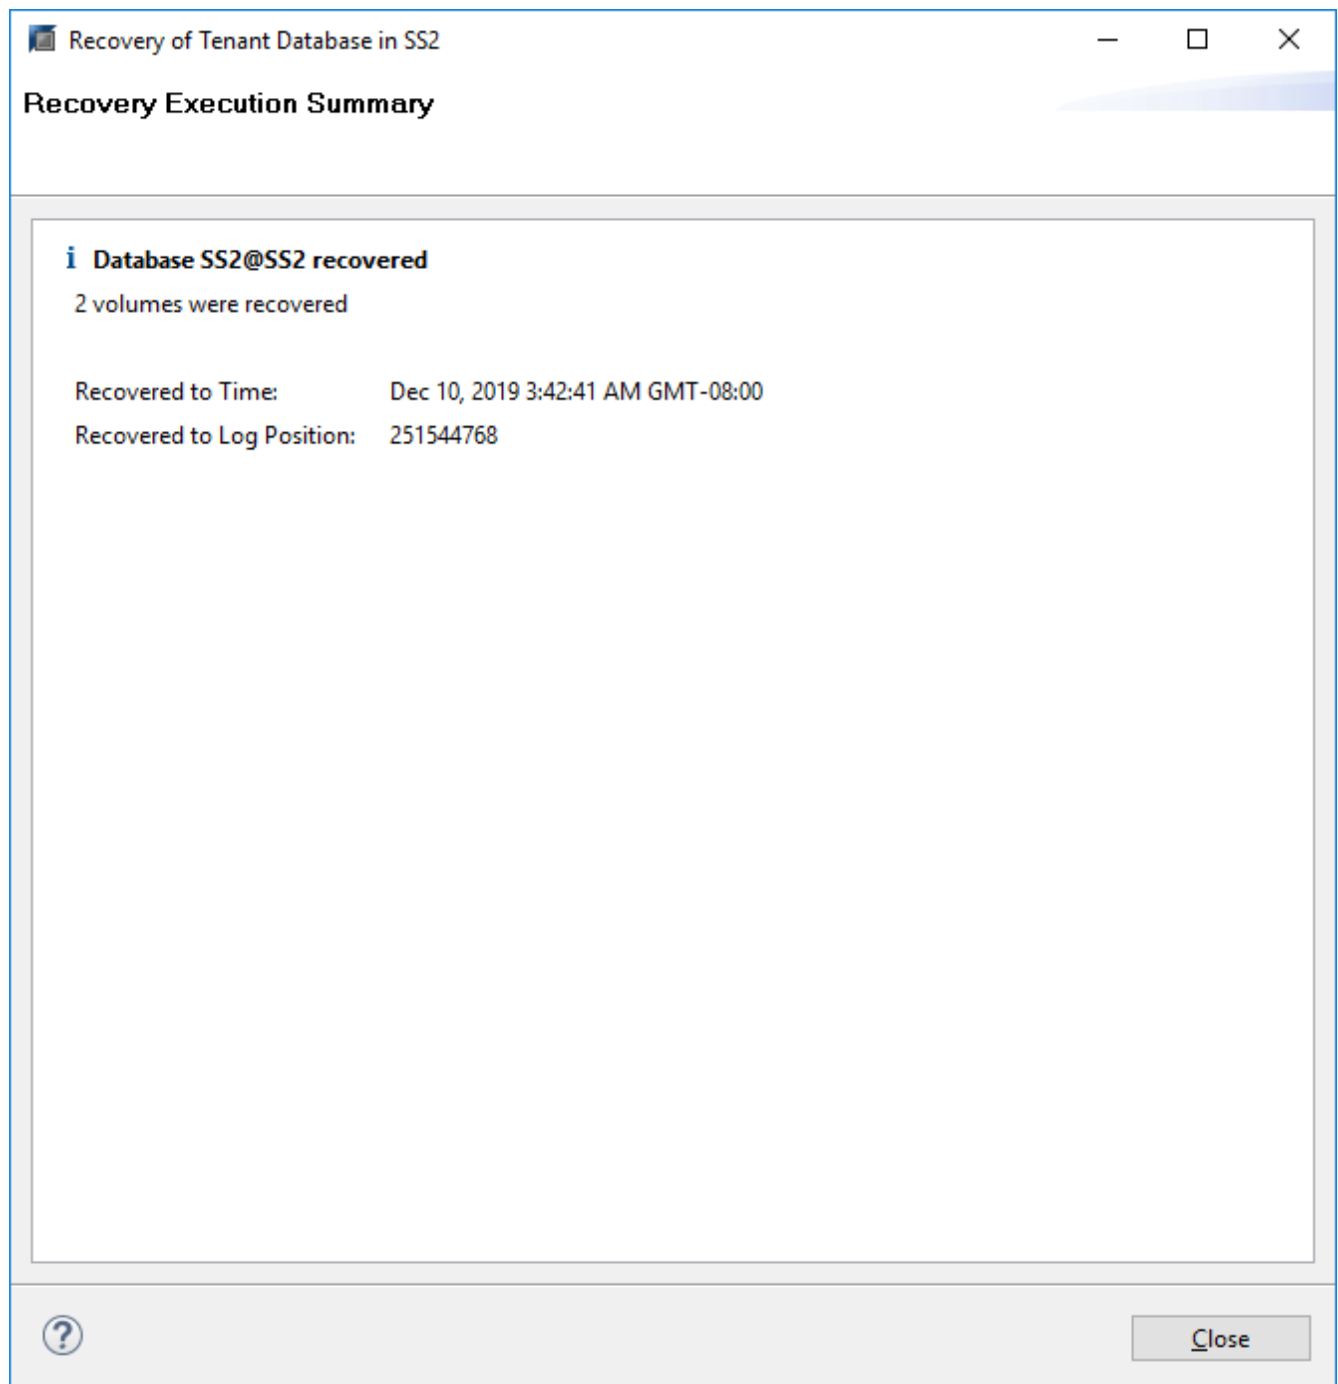 Recovery of Tenant Database in SS2
Recovery Execution Summary
i Database SS2@SS2 recovered
2 volumes were recovered
Recovered to Time: Dec 10, 2019 3:42:41 AM GMT-08:00
Recovered to Log Position: 251544768
?
Close